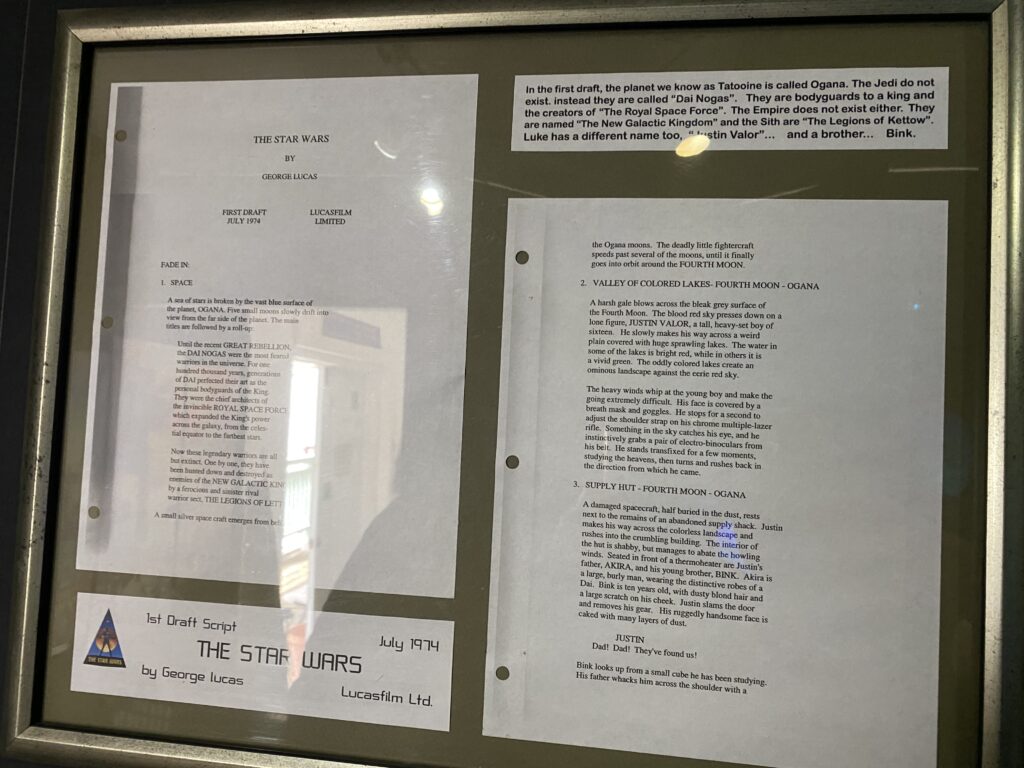 THE STAR WARS
BY
GEORGE LUCAS
FIRST DRAFT
JULY 1974
LUCASFILM
LIMITED
FADE IN:
1. SPACE
A sea of stars is broken by the vast blue surface of
the planet, OGANA. Five small moons slowly drift into
view from the far side of the planet. The main
titles are followed by a roll-up:
Until the recent GREAT REBELLION,
the DAI NOGAS were the most feared
warriors in the universe. For one
hundred thousand years, generations
of DAI perfected their art as the
personal bodyguards of the King.
They were the chief architects of
the invincible ROYAL SPACE FORCE
which expanded the King's power
across the galaxy, from the celes-
tial equator to the farthest stars.
Now these legendary warriors are all
but extinct. One by one, they have
been hunted down and destroyed as
enemies of the NEW GALACTIC
by a ferocious and sinister rival
warrior sect, THE LEGIONS OF
A small silver space craft emerges from
THE STAR WARS
1st Draft Script
July 1974
THE STAR WARS
by George lucas
Lucasfilm Ltd.
In the first draft, the planet we know as Tatooine is called Ogana. The Jedi do not
exist. instead they are called "Dai Nogas". They are bodyguards to a king and
the creators of "The Royal Space Force". The Empire does not exist either. They
are named "The New Galactic Kingdom" and the Sith are "The Legions of Kettow".
Luke has a different name too, "Justin Valor"... and a brother... Bink.
the Ogana moons. The deadly little fightercraft
speeds past several of the moons, until it finally
goes into orbit around the FOURTH MOON.
2. VALLEY OF COLORED LAKES- FOURTH MOON - OGANA
A harsh gale blows across the bleak grey surface of
the Fourth Moon. The blood red sky presses down on a
lone figure, JUSTIN VALOR, a tall, heavy-set boy of
sixteen. He slowly makes his way across a weird
plain covered with huge sprawling lakes. The water in
some of the lakes is bright red, while in others it is
a vivid green. The oddly colored lakes create an
ominous landscape against the eerie red sky.
The heavy winds whip at the young boy and make the
going extremely difficult. His face is covered by a
breath mask and goggles. He stops for a second to
adjust the shoulder strap on his chrome multiple-lazer
rifle. Something in the sky catches his eye, and he
instinctively grabs a pair of electro-binoculars from
his belt. He stands transfixed for a few moments,
studying the heavens, then turns and rushes back in
the direction from which he came.
3. SUPPLY HUT - FOURTH MOON - OGANA
A damaged spacecraft, half buried in the dust, rests
next to the remains of an abandoned supply shack. Justin
makes his way across the colorless landscape and
rushes into the crumbling building. The interior of
the hut is shabby, but manages to abate the howling
winds. Seated in front of a thermoheater are Justin's
father, AKIRA, and his young brother, BINK. Akira is
a large, burly man, wearing the distinctive robes of a
Dai. Bink is ten years old, with dusty blond hair and
a large scratch on his cheek. Justin slams the door
and removes his gear. His ruggedly handsome face is
caked with many layers of dust.
JUSTIN
Dad! Dad! They've found us!
Bink looks up from a small cube he has been studying.
His father whacks him across the shoulder with a